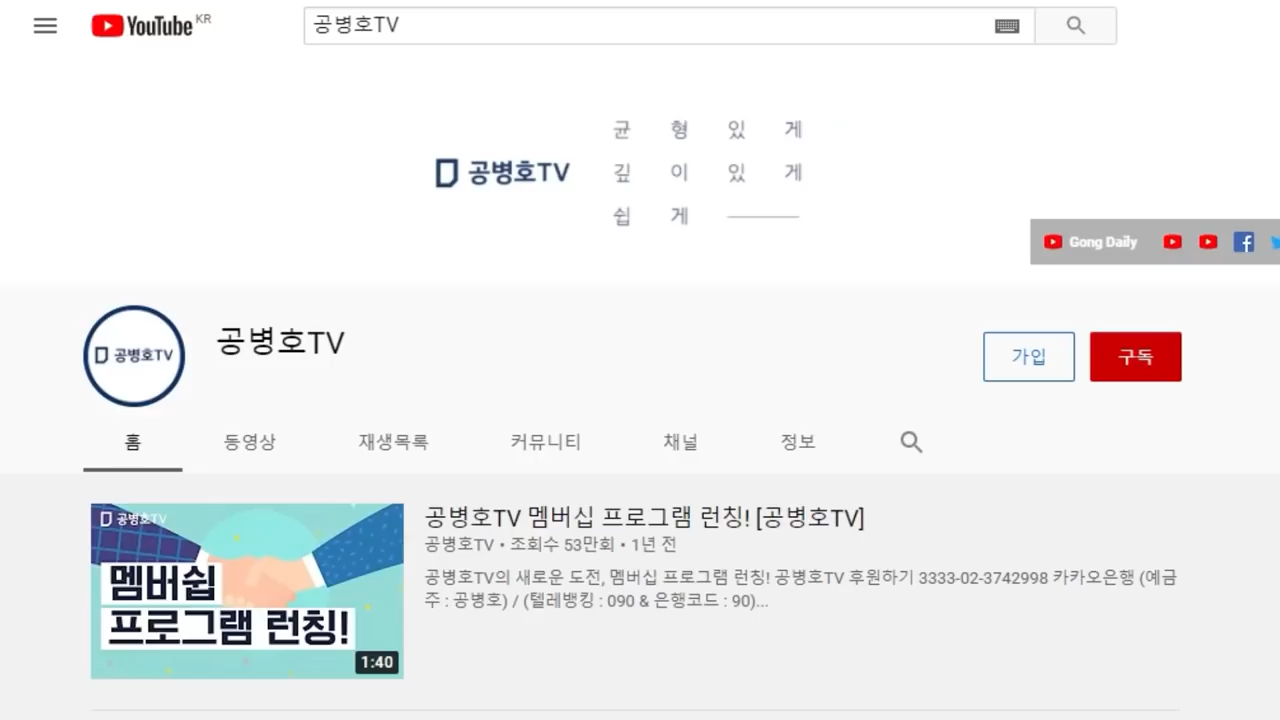 YouTube KR
공병호TV
균 형 있 게
공병호TV
깊 이 있 게
쉽 게
Gong Daily
공병호TV
공병호TV
가입
구독
홈
동영상
재생목록
커뮤니티
채널
정보
공병호TV
멤버쉽
프로그램 런칭!
1:40
공병호TV 멤버십 프로그램 런칭! [공병호TV]
공병호TV • 조회수 53만회 • 1년 전
공병호TV의 새로운 도전, 멤버십 프로그램 런칭! 공병호TV 후원하기 3333-02-3742998 카카오은행 (예금
주 : 공병호) / (텔레뱅킹 : 090 & 은행코드 : 90)...